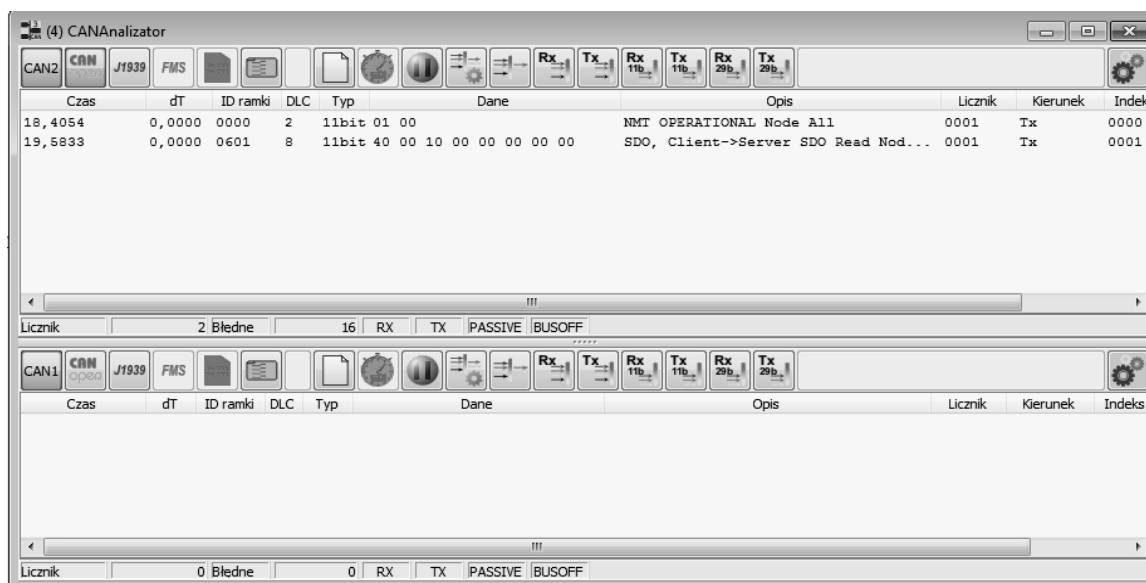 (4) CANAnalizator
CAN2 CAN open J1939 FMS Rx Tx Rx 11b Tx 11b Rx 29b Tx 29b
Czas dT ID ramki DLC Typ Dane Opis Licznik Kierunek Indek
18,4054 0,0000 0000 2 11bit 01 00 NMT OPERATIONAL Node All 0001 Tx 0000
19,5833 0,0000 0601 8 11bit 40 00 10 00 00 00 00 00 SDO, Client->Server SDO Read Nod... 0001 Tx 0001
Licznik 2 Błedne 16 RX TX PASSIVE BUSOFF
CAN1 CAN open J1939 FMS Rx Tx Rx 11b Tx 11b Rx 29b Tx 29b
Czas dT ID ramki DLC Typ Dane Opis Licznik Kierunek Indeks
Licznik 0 Błedne 0 RX TX PASSIVE BUSOFF